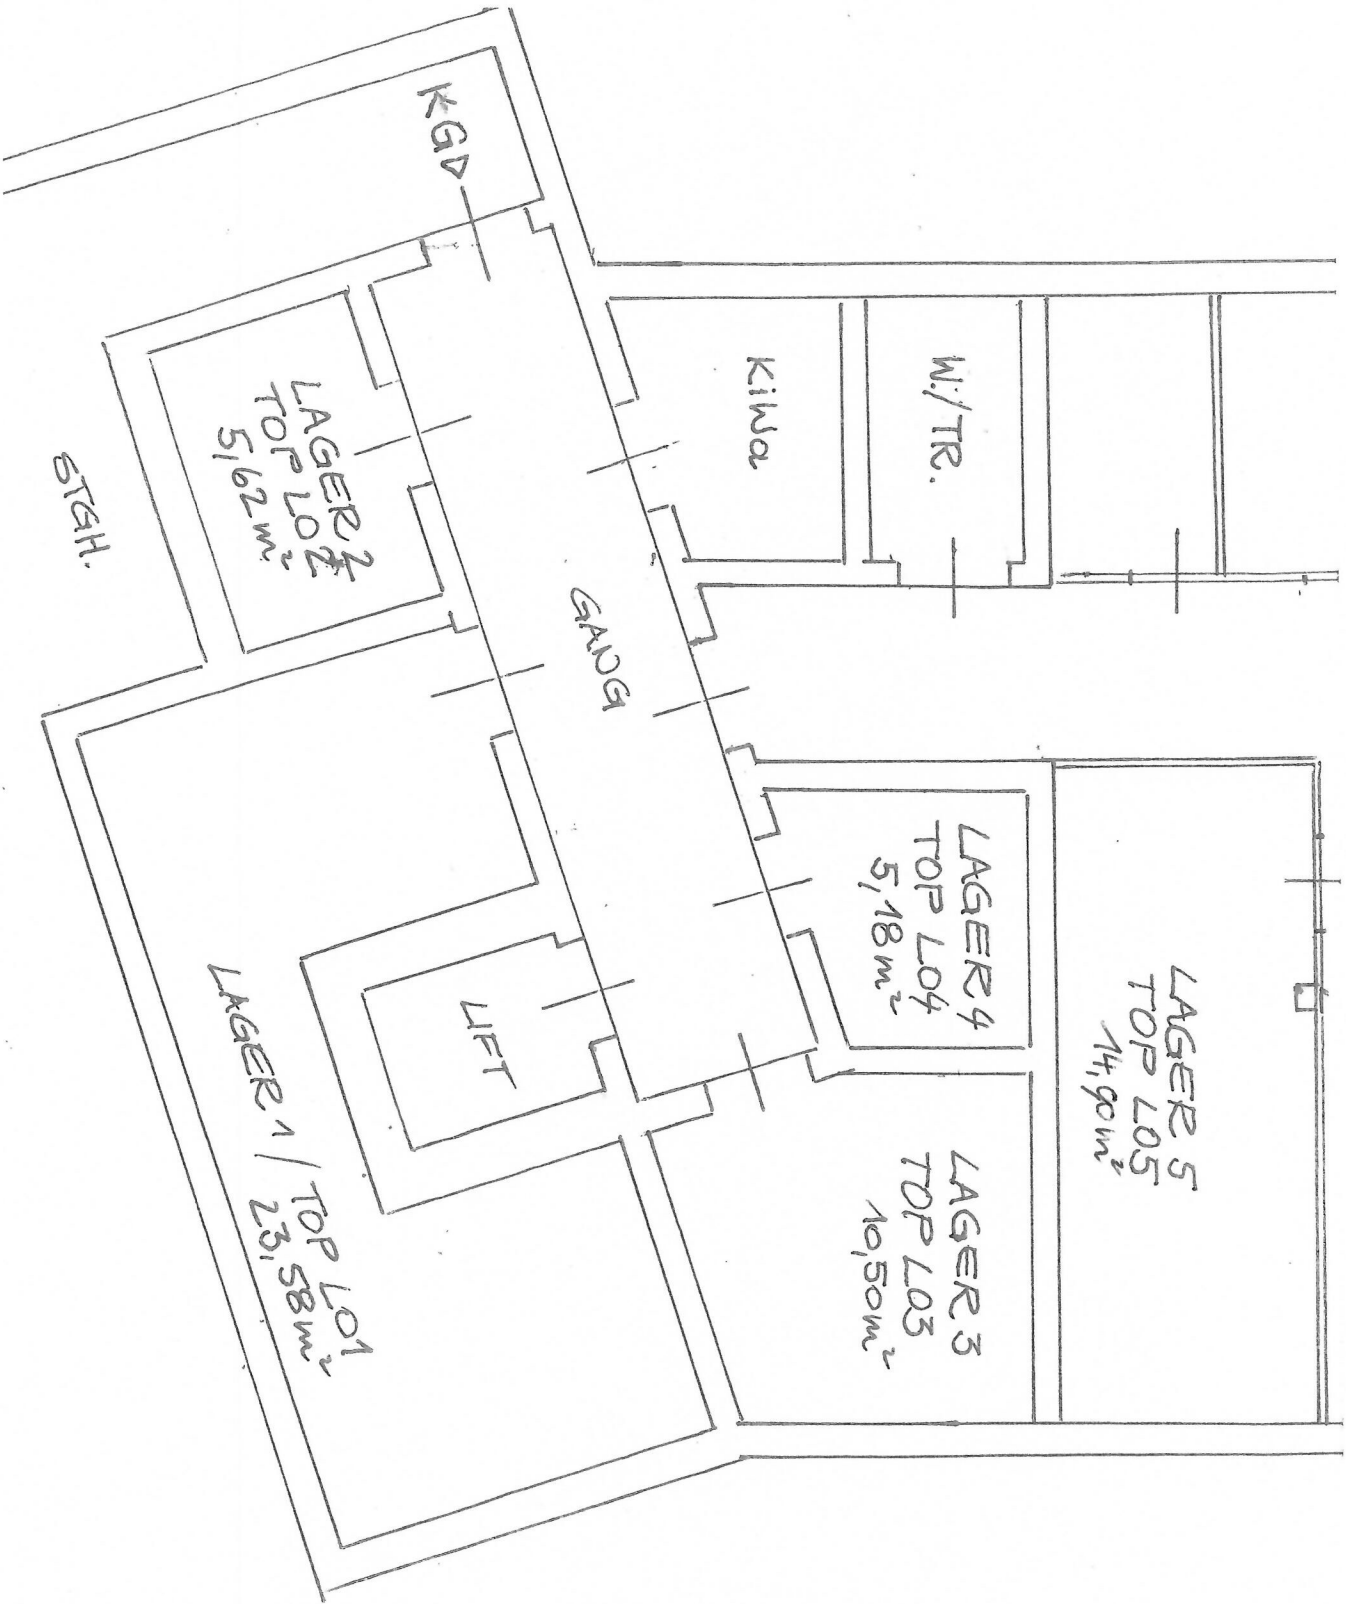 KG
STGH.
LAGER 2
TOP L02
5,62m²
GANG
KiWa
W./TR.
LAGER 4
TOP L04
5,18m²
LAGER 5
TOP L05
14,90m²
LIFT
LAGER 1 / TOP L01
23,58m²
LAGER 3
TOP L03
10,50m²